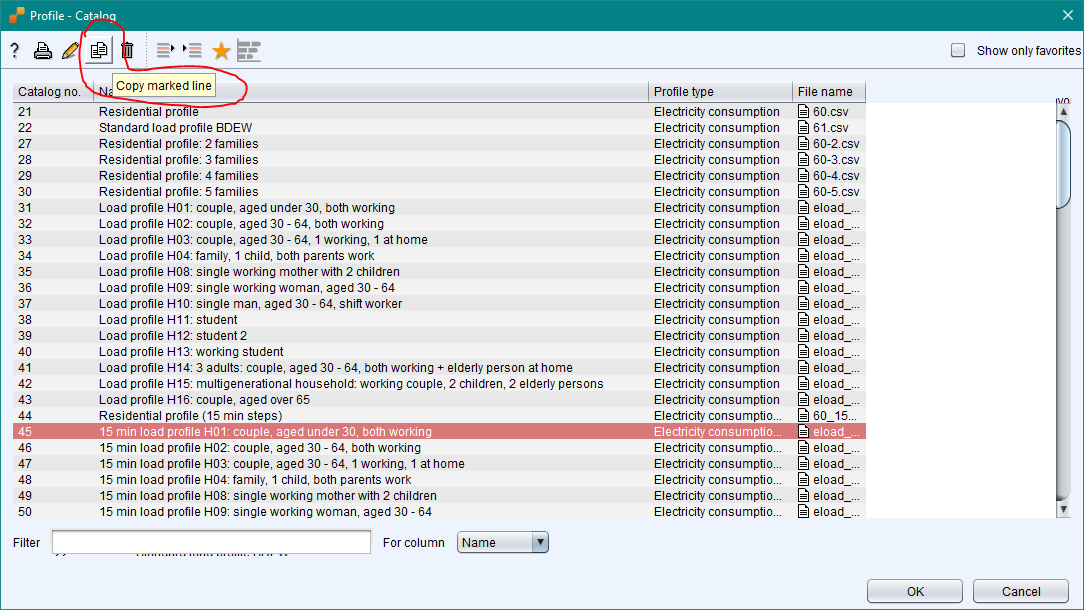 Profile - Catalog
?
Show only favorites
Copy marked line
Catalog no. Na Profile type File name
21 Residential profile Electricity consumption 60.csv
22 Standard load profile BDEW Electricity consumption 61.csv
27 Residential profile: 2 families Electricity consumption 60-2.csv
28 Residential profile: 3 families Electricity consumption 60-3.csv
29 Residential profile: 4 families Electricity consumption 60-4.csv
30 Residential profile: 5 families Electricity consumption 60-5.csv
31 Load profile H01: couple, aged under 30, both working Electricity consumption eload_...
32 Load profile H02: couple, aged 30 - 64, both working Electricity consumption eload_...
33 Load profile H03: couple, aged 30 - 64, 1 working, 1 at home Electricity consumption eload_...
34 Load profile H04: family, 1 child, both parents work Electricity consumption eload_...
35 Load profile H08: single working mother with 2 children Electricity consumption eload_...
36 Load profile H09: single working woman, aged 30 - 64 Electricity consumption eload_...
37 Load profile H10: single man, aged 30 - 64, shift worker Electricity consumption eload_...
38 Load profile H11: student Electricity consumption eload_...
39 Load profile H12: student 2 Electricity consumption eload_...
40 Load profile H13: working student Electricity consumption eload_...
41 Load profile H14: 3 adults: couple, aged 30 - 64, both working + elderly person at home Electricity consumption eload_...
42 Load profile H15: multigenerational household: working couple, 2 children, 2 elderly persons Electricity consumption eload_...
43 Load profile H16: couple, aged over 65 Electricity consumption eload_...
44 Residential profile (15 min steps) Electricity consumptio... 60_15...
45 15 min load profile H01: couple, aged under 30, both working Electricity consumptio... eload_...
46 15 min load profile H02: couple, aged 30 - 64, both working Electricity consumptio... eload_...
47 15 min load profile H03: couple, aged 30 - 64, 1 working, 1 at home Electricity consumptio... eload_...
48 15 min load profile H04: family, 1 child, both parents work Electricity consumptio... eload_...
49 15 min load profile H08: single working mother with 2 children Electricity consumptio... eload_...
50 15 min load profile H09: single working woman, aged 30 - 64 Electricity consumptio... eload_...
Filter For column Name
OK Cancel